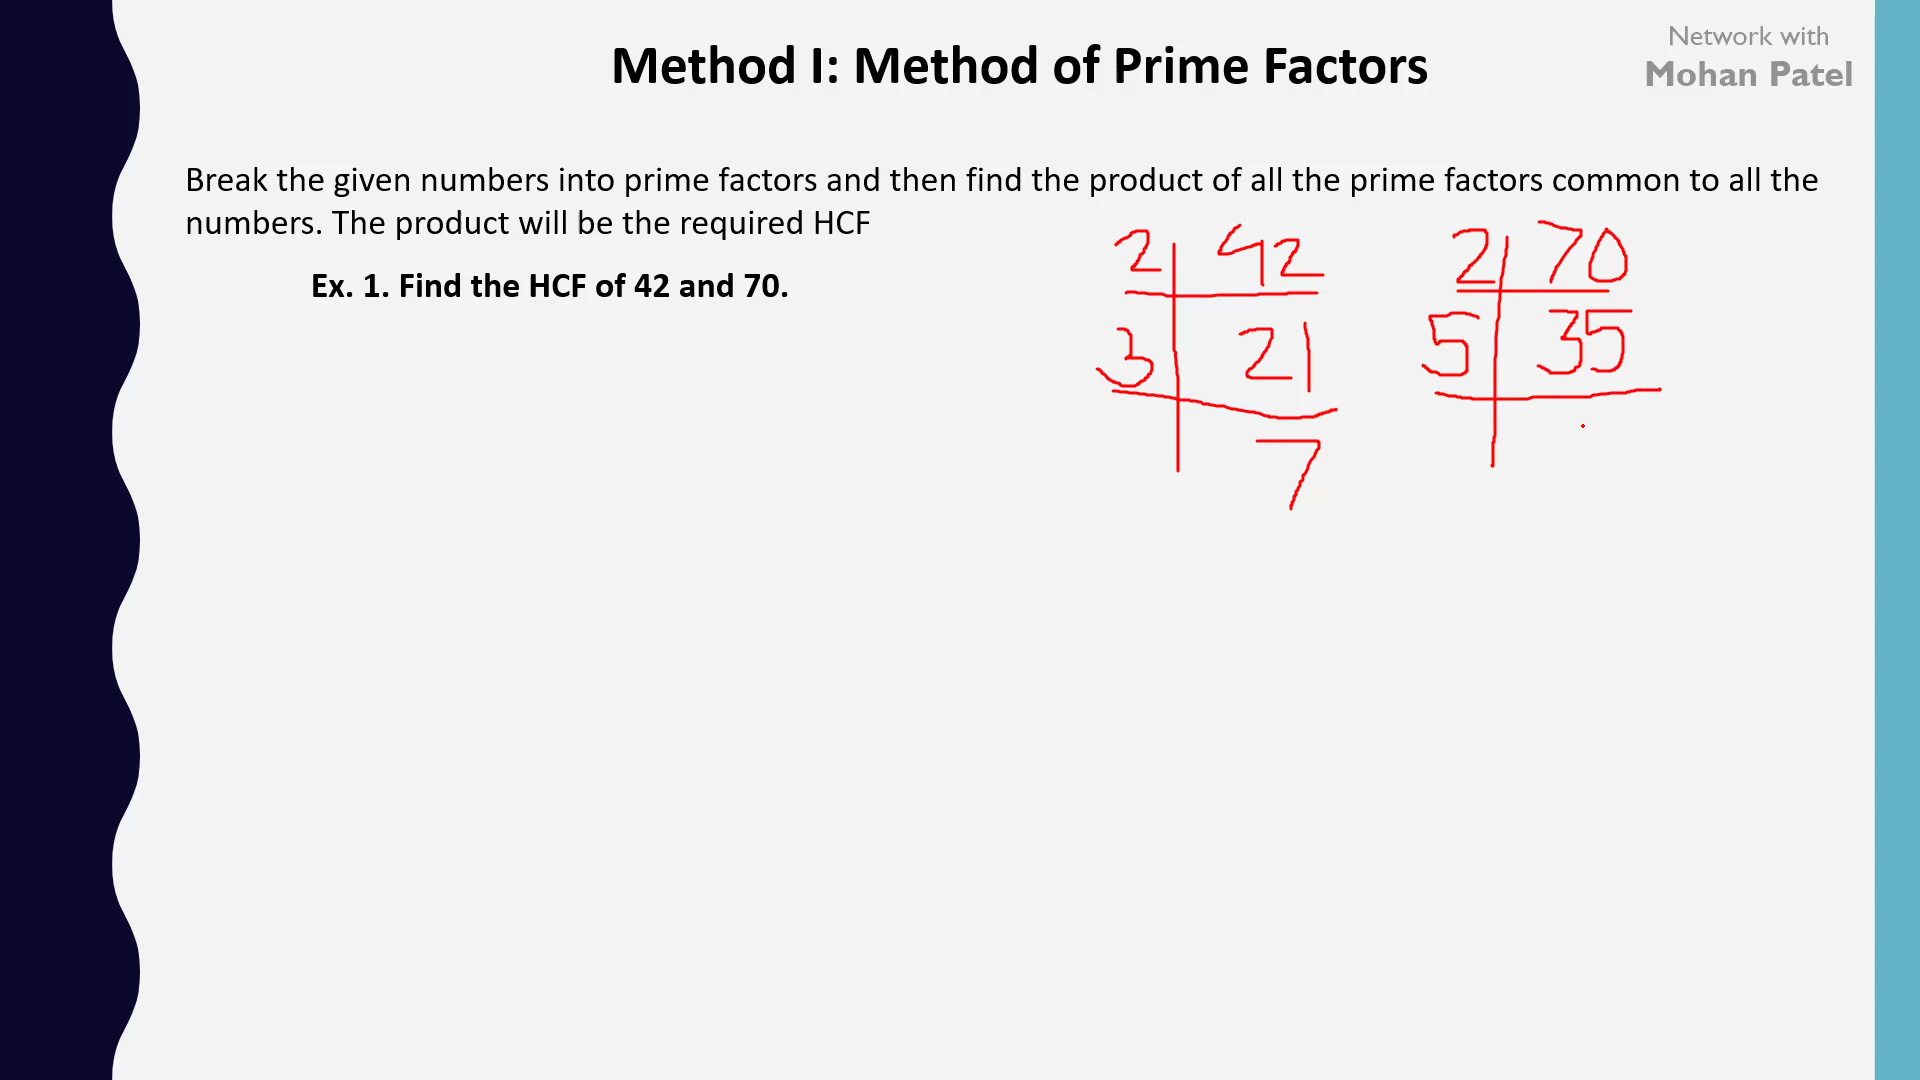 Method I: Method of Prime Factors
Network with
Mohan Patel
Break the given numbers into prime factors and then find the product of all the prime factors common to all the
numbers. The product will be the required HCF
Ex. 1. Find the HCF of 42 and 70.
2 42
3 21
7
2 70
5 35